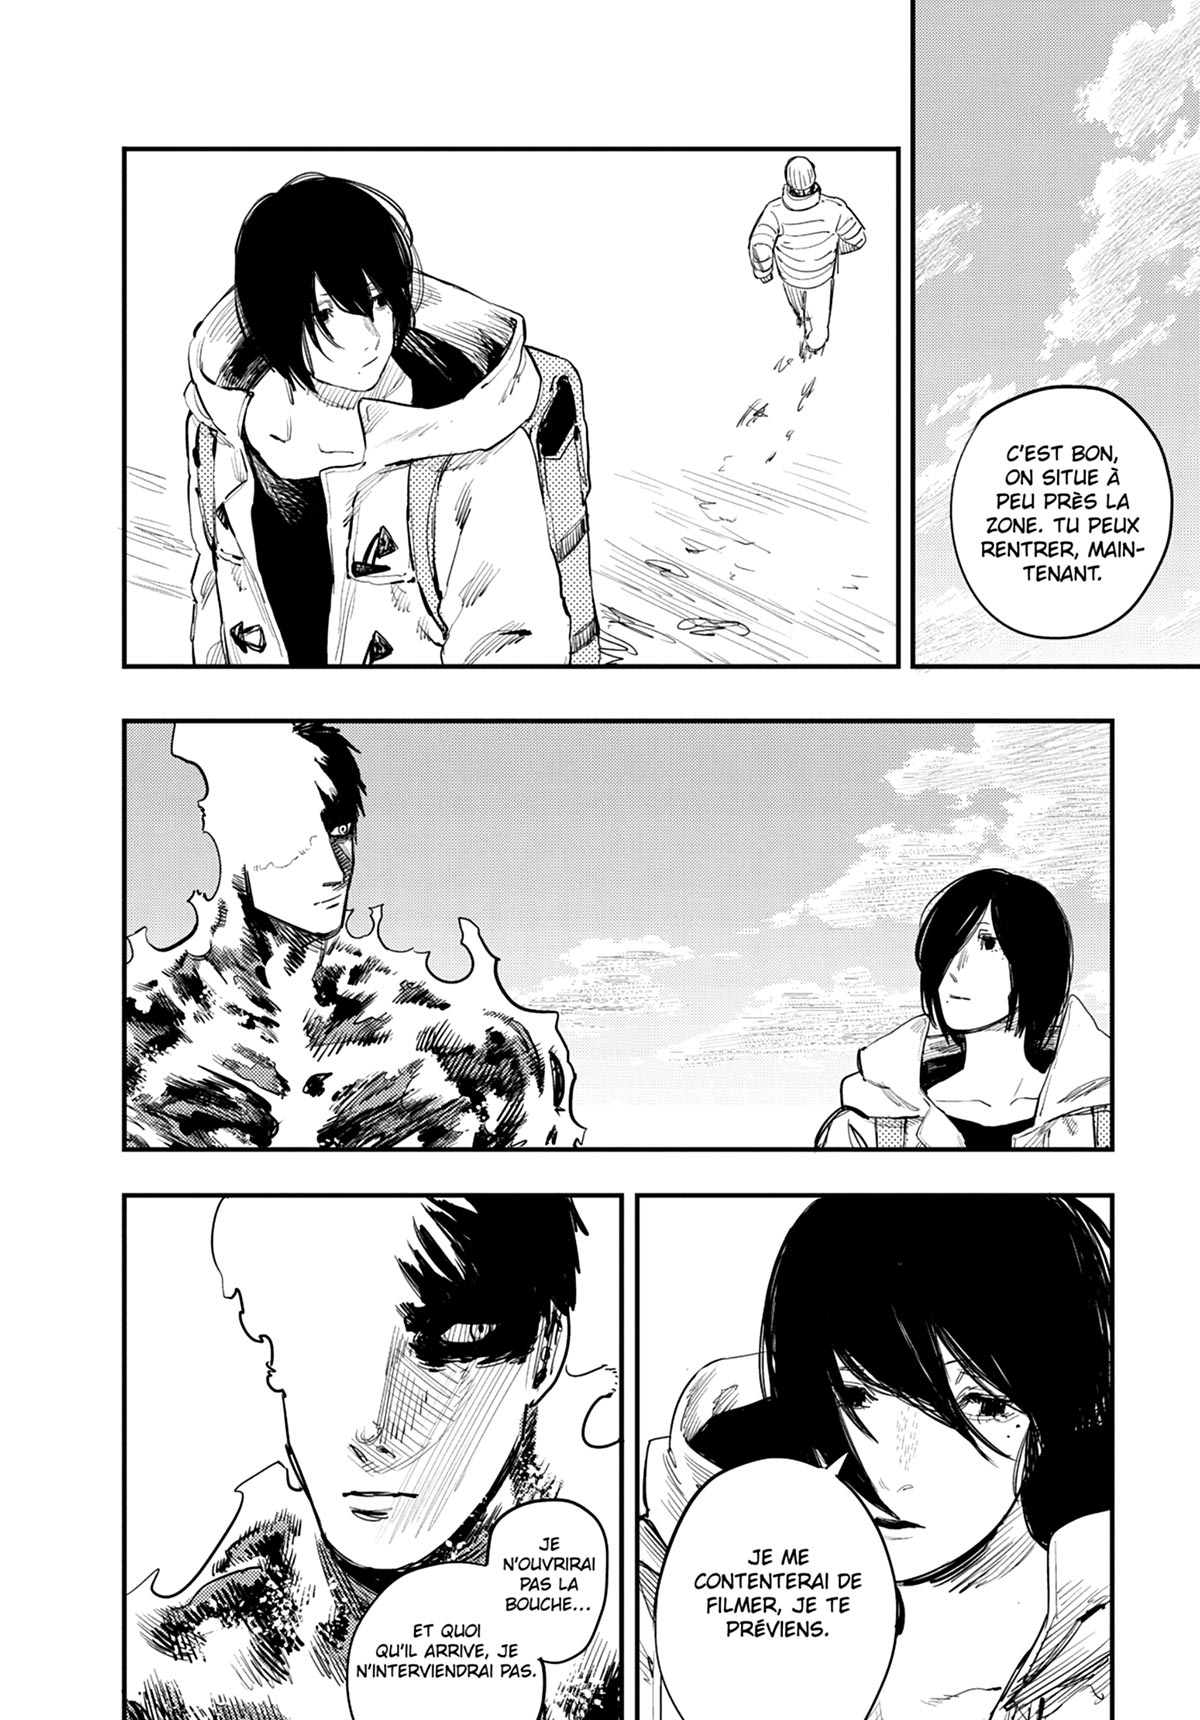 C'EST BON,
ON SITUE À
PEU PRÈS LA
ZONE. TU PEUX
RENTRER, MAIN-
TENANT.
JE ME
CONTENTERAI DE
FILMER, JE TE
PRÉVIENS.
JE
N'OUVRIRAI
PAS LA
BOUCHE...
ET QUOI
QU'IL ARRIVE, JE
N'INTERVIENDRAI PAS.